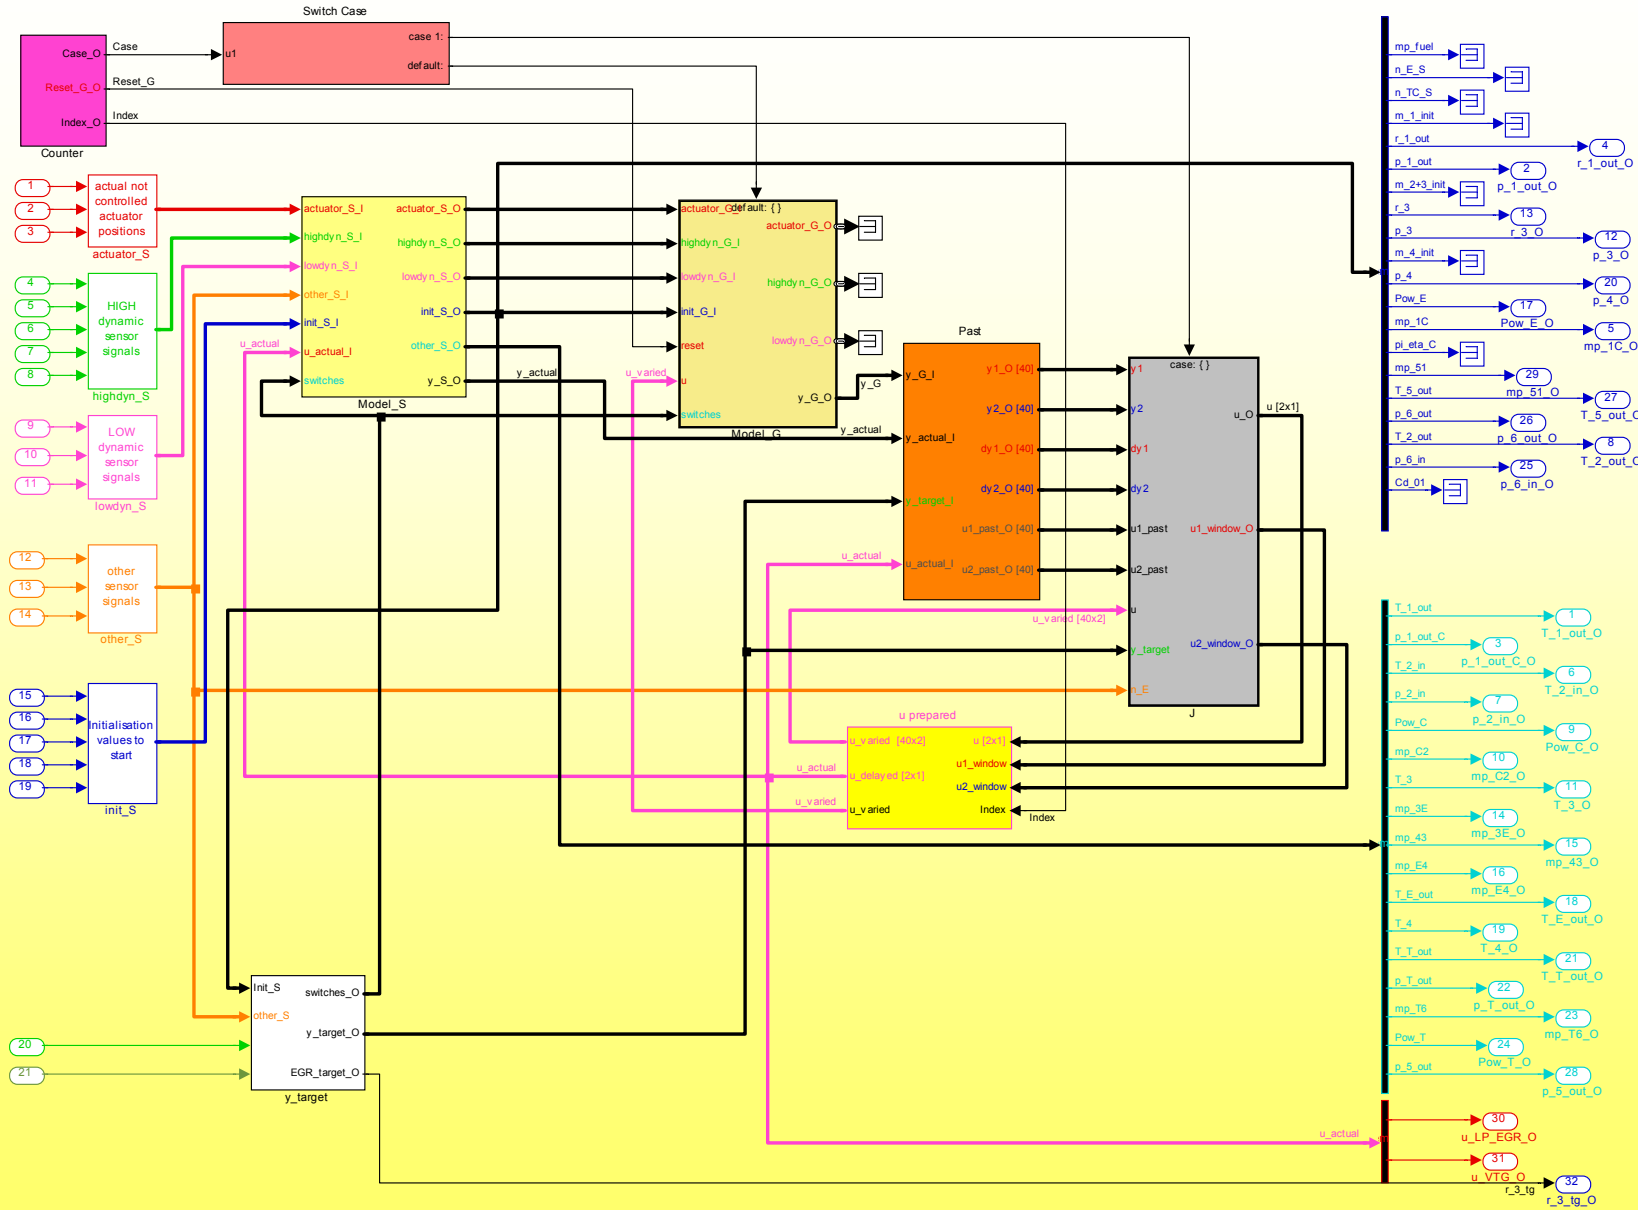 Switch Case
Case_O
Reset_G_O
Index_O
Counter
Case
Reset_G
Index
u1
case 1:
default:
1
2
3
actual not
controlled
actuator
positions
actuator_S
4
5
6
7
8
HIGH
dynamic
sensor
signals
highdyn_S
9
10
11
LOW
dynamic
sensor
signals
lowdyn_S
12
13
14
other
sensor
signals
other_S
15
16
17
18
19
Initialisation
values to
start
init_S
20
21
actuator_S_I
highdyn_S_I
lowdyn_S_I
other_S_I
init_S_I
u_actual
u_actual_I
switches
actuator_S_O
highdyn_S_O
lowdyn_S_O
init_S_O
other_S_O
y_S_O
Model_S
y_actual
u_varied
actuator_G_I
default: { }
highdyn_G_I
lowdyn_G_I
init_G_I
reset
u
switches
actuator_G_O
highdyn_G_O
lowdyn_G_O
y_G_O
Model_G
y_G
y_actual
u_actual
Past
y_G_I
y_actual_I
y_target_I
u_actual_I
y1_O [40]
y2_O [40]
dy1_O [40]
dy2_O [40]
u1_past_O [40]
u2_past_O [40]
case: { }
y1
y2
dy1
dy2
u1_past
u2_past
u
u_varied [40x2]
y_target
n_E
u_O
u [2x1]
u1_window_O
u2_window_O
J
u prepared
u_varied [40x2]
u_delayed [2x1]
u_varied
u [2x1]
u1_window
u2_window
Index
Index
u_actual
u_varied
Init_S
other_S
switches_O
y_target_O
EGR_target_O
y_target
mp_fuel
n_E_S
n_TC_S
m_1_init
r_1_out
4
r_1_out_O
p_1_out
2
p_1_out_O
m_2+3_init
r_3
13
r_3_O
p_3
12
p_3_O
m_4_init
p_4
20
p_4_O
Pow_E
17
Pow_E_O
mp_1C
5
mp_1C_O
pi_eta_C
mp_51
29
mp_51_O
T_5_out
27
T_5_out_O
p_6_out
26
p_6_out_O
T_2_out
8
T_2_out_O
p_6_in
25
p_6_in_O
Cd_01
T_1_out
1
T_1_out_O
p_1_out_C
3
p_1_out_C_O
T_2_in
6
T_2_in_O
p_2_in
7
p_2_in_O
Pow_C
9
Pow_C_O
mp_C2
10
mp_C2_O
T_3
11
T_3_O
mp_3E
14
mp_3E_O
mp_43
15
mp_43_O
mp_E4
16
mp_E4_O
T_E_out
18
T_E_out_O
T_4
19
T_4_O
T_T_out
21
T_T_out_O
p_T_out
22
p_T_out_O
mp_T6
23
mp_T6_O
Pow_T
24
Pow_T_O
p_5_out
28
p_5_out_O
u_actual
30
u_LP_EGR_O
31
u_VTG_O
r_3_tg
32
r_3_tg_O